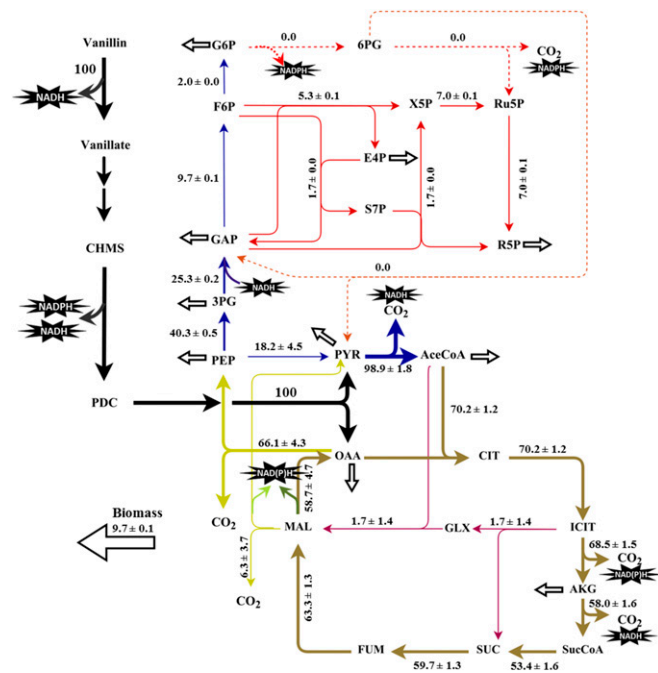 Vanillin
G6P
0.0
6PG
0.0
CO2
100
NADPH
NADPH
NADH
2.0 ± 0.0
5.3 ± 0.1
7.0 ± 0.1
F6P
X5P
Ru5P
Vanillate
E4P
9.7 ± 0.1
1.7 ± 0.0
1.7 ± 0.0
7.0 ± 0.1
S7P
CHMS
GAP
R5P
0.0
25.3 ± 0.2
NADH
NADH
NADPH
3PG
CO2
NADH
40.3 ± 0.5
18.2 ± 4.5
PEP
PYR
AceCoA
98.9 ± 1.8
PDC
100
70.2 ± 1.2
66.1 ± 4.3
70.2 ± 1.2
OAA
CIT
NAD(P)H
58.7 ± 4.7
Biomass
9.7 ± 0.1
CO2
MAL
1.7 ± 1.4
GLX
1.7 ± 1.4
ICIT
68.5 ± 1.5
CO2
6.3 ± 3.7
NAD(P)H
63.3 ± 1.3
AKG
CO2
58.0 ± 1.6
CO2
NADH
FUM
SUC
SucCoA
59.7 ± 1.3
53.4 ± 1.6